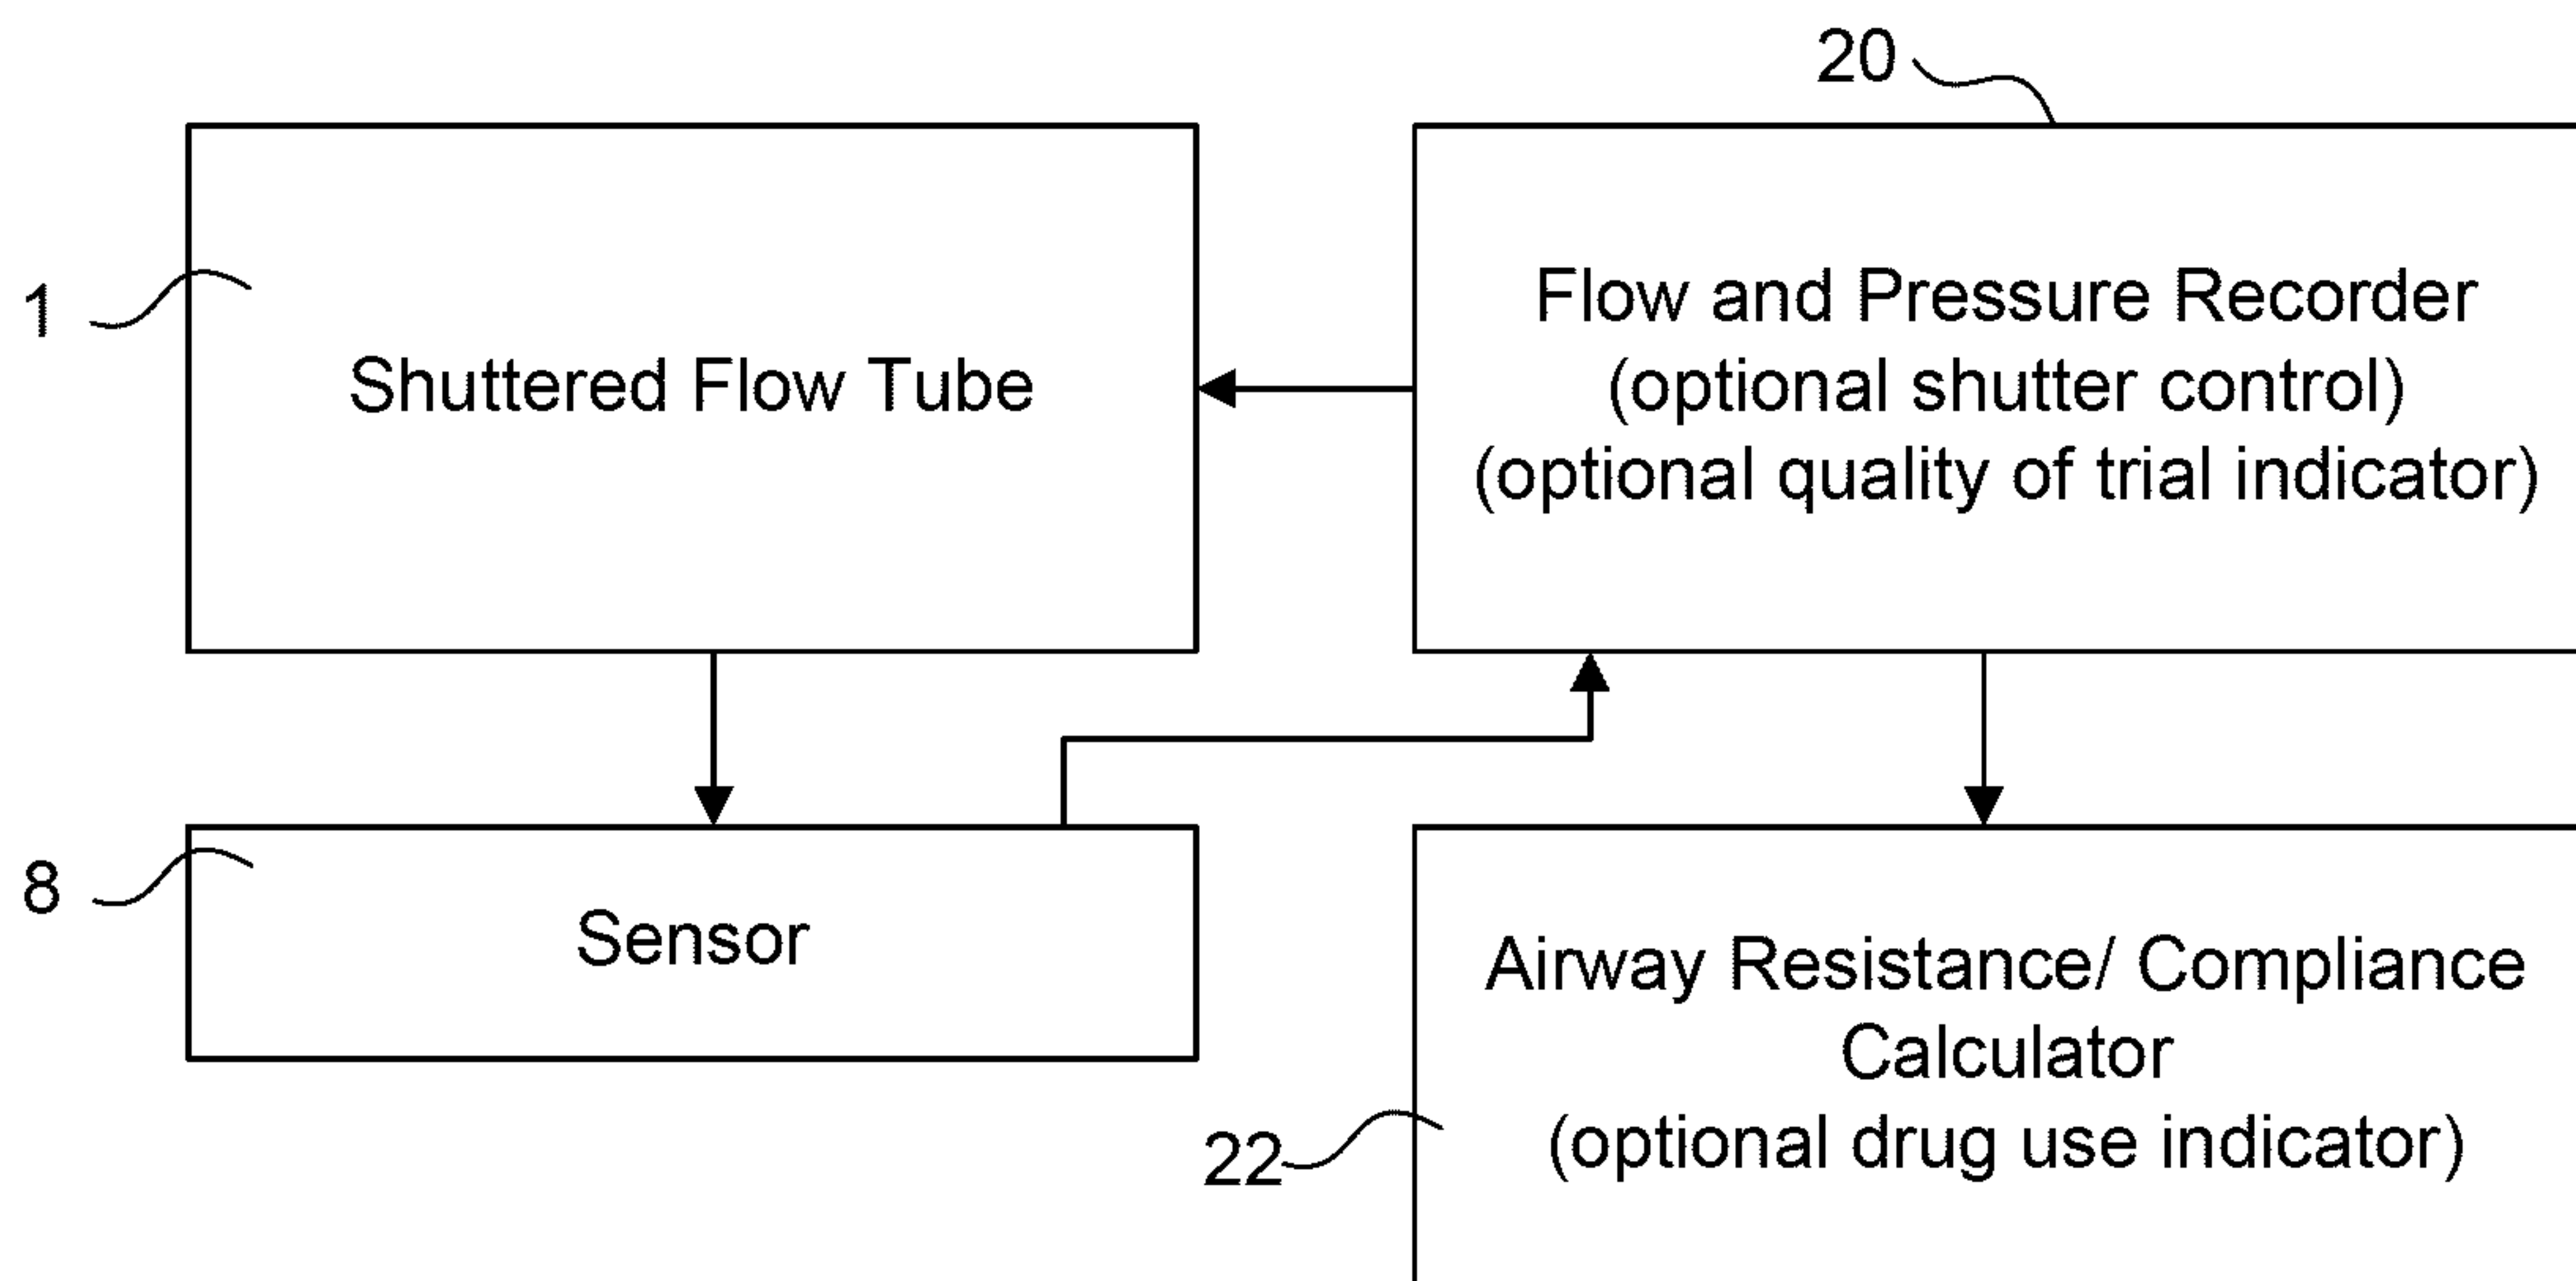 20
1
Shuttered Flow Tube
Flow and Pressure Recorder
(optional shutter control)
(optional quality of trial indicator)
8
Sensor
Airway Resistance/ Compliance
Calculator
(optional drug use indicator)
22